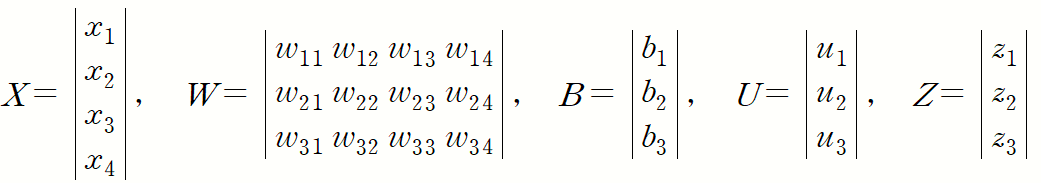 X = | x₁ x₂ x₃ x₄ |, W = | w₁₁ w₁₂ w₁₃ w₁₄ w₂₁ w₂₂ w₂₃ w₂₄ w₃₁ w₃₂ w₃₃ w₃₄ |, B = | b₁ b₂ b₃ |, U = | u₁ u₂ u₃ |, Z = | z₁ z₂ z₃ |